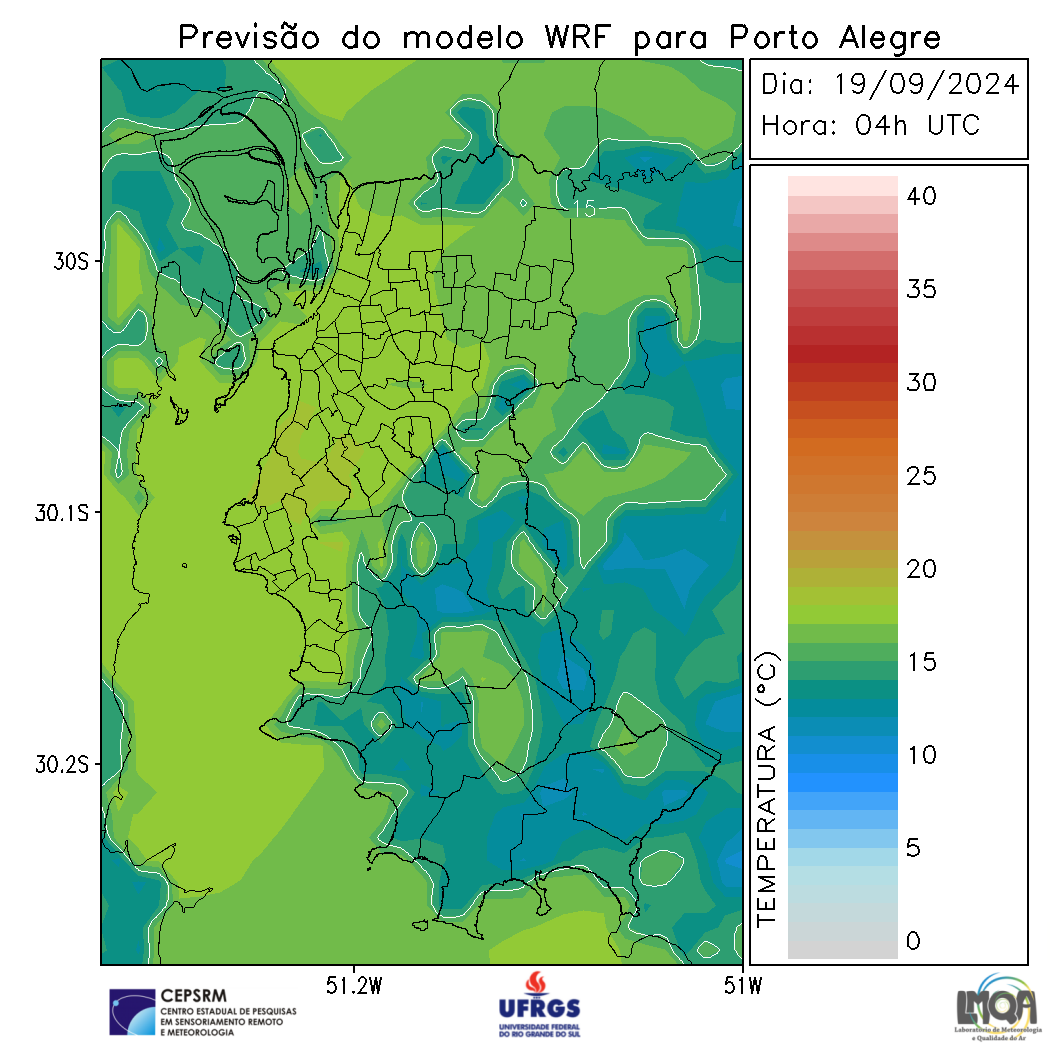 Previsão do modelo WRF para Porto Alegre
Dia: 19/09/2024
Hora: 04h UTC
15
30S
30.1S
30.2S
51.2W
51W
40
35
30
25
20
15
10
5
0
TEMPERATURA (°C)
CEPSRM
CENTRO ESTADUAL DE PESQUISAS
EM SENSORIAMENTO REMOTO
E METEOROLOGIA
UFRGS
UNIVERSIDADE FEDERAL
DO RIO GRANDE DO SUL
LMQA
Laboratório de Meteorologia
e Qualidade do Ar